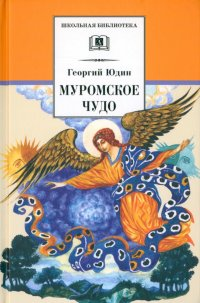 ШКОЛЬНАЯ БИБЛИОТЕКА
Георгий Юдин
МУРОМСКОЕ
ЧУДО